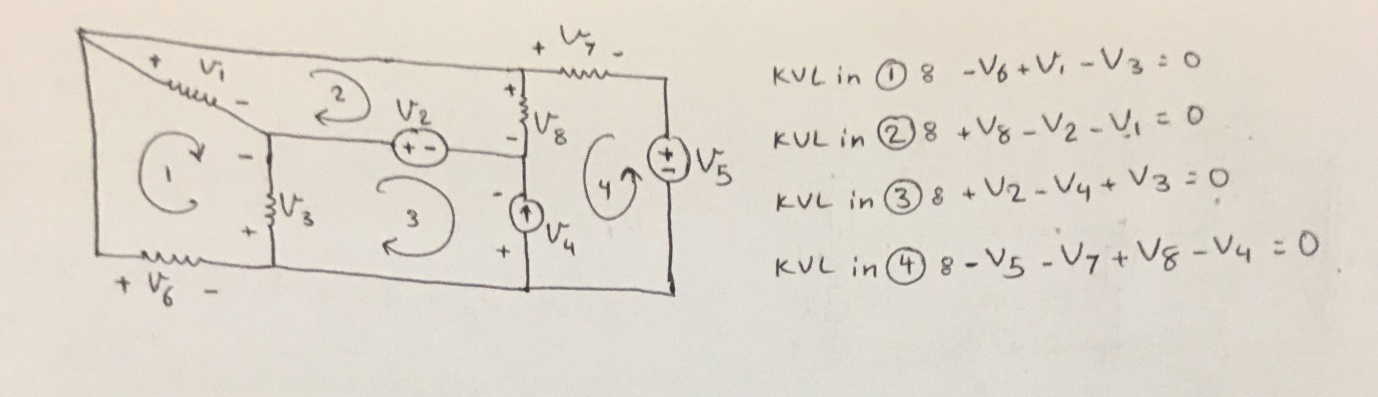 + V7 -
+ V1 -
2
V2
+ -
+ V8 -
1
- V3 +
3
- V4 +
4
+ - V5
+ V6 -
KVL in ① 8 -V6 + V1 - V3 = 0
KVL in ② 8 + V8 - V2 - V1 = 0
KVL in ③ 8 + V2 - V4 + V3 = 0
KVL in ④ 8 - V5 - V7 + V8 - V4 = 0